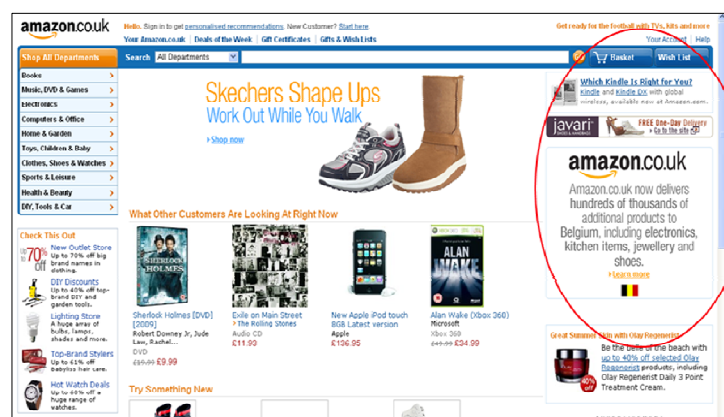 amazon.co.uk
Hello. Sign in to get personalised recommendations. New Customer? Start here.
Get ready for the football with TVs, kits and more
Your Amazon.co.uk | Deals of the Week | Gift Certificates | Gifts & Wish Lists
Your Account | Help
Shop All Departments
Search All Departments
Basket
Wish List
Books
Music, DVD & Games
Electronics
Computers & Office
Home & Garden
Toys, Children & Baby
Clothes, Shoes & Watches
Sports & Leisure
Health & Beauty
DIY, Tools & Car
Skechers Shape Ups
Work Out While You Walk
Shop now
Which Kindle Is Right for You?
Kindle and Kindle DX with global
wireless, available now at Amazon.com.
javari
FREE One-Day Delivery
Go to the site
amazon.co.uk
Amazon.co.uk now delivers
hundreds of thousands of
additional products to
Belgium, including electronics,
kitchen items, jewellery and
shoes.
Learn more
Check This Out
up to 70% off
New Outlet Store
Up to 70% off big
brand names in
clothing.
DIY Discounts
Up to 40% off top-
brand DIY and
garden tools.
Lighting Store
A huge array of
bulbs, lamps,
shades and more.
Top-Brand Stylers
Up to 61% off
babyliss hair care.
Hot Watch Deals
Up to 60% off a
huge range of
watches.
What Other Customers Are Looking At Right Now
SHERLOCK HOLMES
Sherlock Holmes [DVD]
[2009]
Robert Downey Jr, Jude
Law, Rachel...
DVD
£9.99
Exile on Main Street
The Rolling Stones
Audio CD
£11.93
New Apple iPod touch
8GB Latest version
Apple
£136.95
ALAN WAKE
Alan Wake (Xbox 360)
Microsoft
Xbox 360
£49.99 £34.99
Great Summer Skin with Olay Regenerist
Be the belle of the beach with
up to 40% off selected Olay
Regenerist products, including
Olay Regenerist Daily 3 Point
Treatment Cream.
40% off
Try Something New